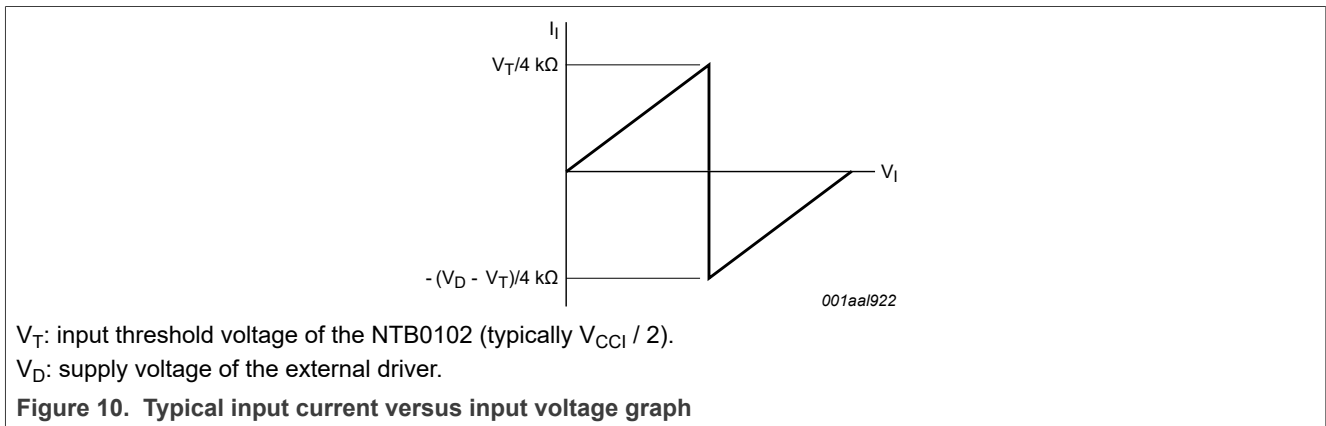 I_I
V_T/4 kΩ
V_I
- (V_D - V_T)/4 kΩ
001aal922
V_T: input threshold voltage of the NTB0102 (typically V_CCI / 2).
V_D: supply voltage of the external driver.
Figure 10. Typical input current versus input voltage graph